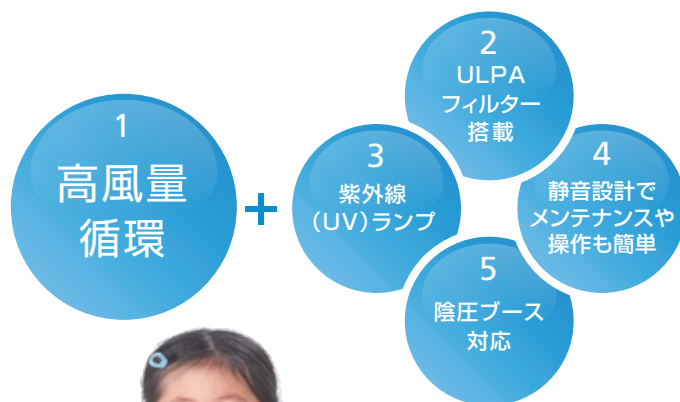 1
高風量
循環
+
2
ULPA
フィルター
搭載
3
紫外線
(UV)ランプ
4
静音設計で
メンテナンスや
操作も簡単
5
陰圧ブース
対応